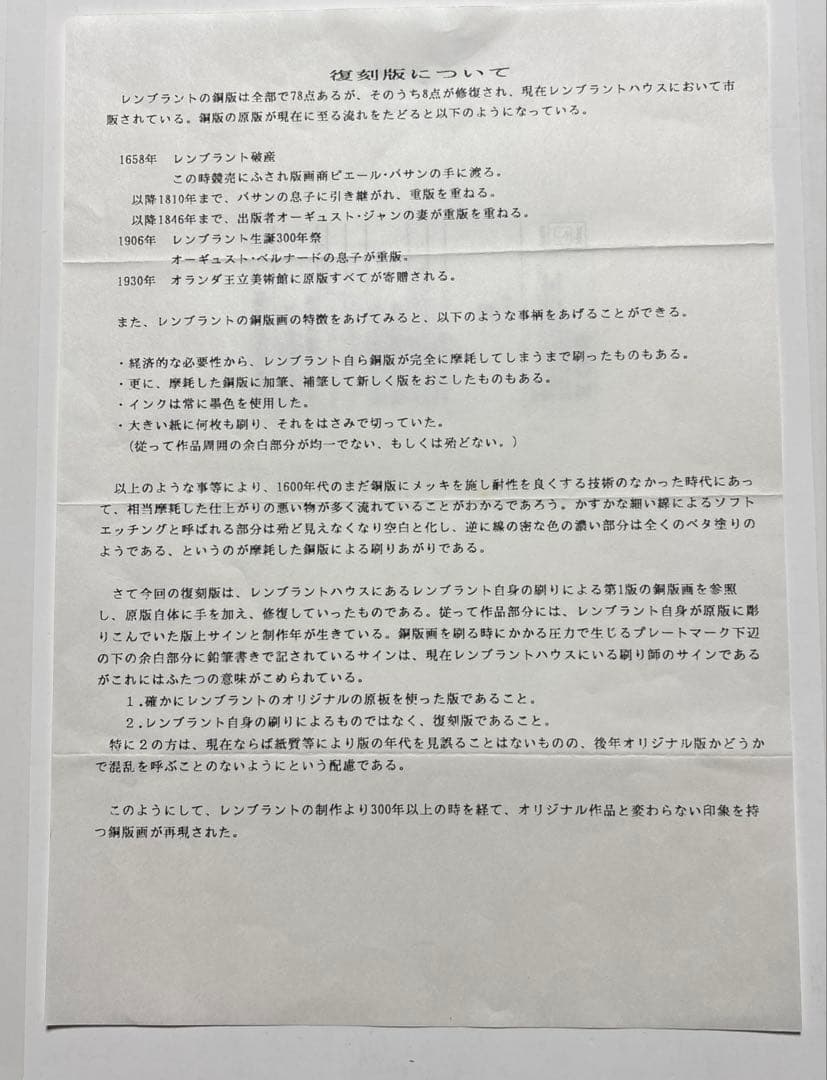 復刻版について
レンブラントの銅版は全部で78点あるが、そのうち8点が修復され、現在レンブラントハウスにおいて市
販されている。銅版の原版が現在に至る流れをたどると以下のようになっている。
1658年 レンブラント破産
この時競売にふされ版画商ピエール・バサンの手に渡る。
以降1810年まで、バサンの息子に引き継がれ、重版を重ねる。
以降1846年まで、出版者オーギュスト・ジャンの妻が重版を重ねる。
1906年 レンブラント生誕300年祭
オーギュスト・ベルナードの息子が重版。
1930年 オランダ王立美術館に原版すべてが寄贈される。
また、レンブラントの銅版画の特徴をあげてみると、以下のような事柄をあげることができる。
・経済的な必要性から、レンブラント自ら銅版が完全に摩耗してしまうまで刷ったものもある。
・更に、摩耗した銅版に加筆、補筆して新しく版をおこしたものもある。
・インクは常に墨色を使用した。
・大きい紙に何枚も刷り、それをはさみで切っていた。
(従って作品周囲の余白部分が均一でない、もしくは殆どない。)
以上のような事等により、1600年代のまだ銅版にメッキを施し耐性を良くする技術のなかった時代にあっ
て、相当摩耗した仕上がりの悪い物が多く流れていることがわかるであろう。かすかな細い線によるソフト
エッチングと呼ばれる部分は殆ど見えなくなり空白と化し、逆に線の密な色の濃い部分は全くのベタ塗りの
ようである、というのが摩耗した銅版による刷りあがりである。
さて今回の復刻版は、レンブラントハウスにあるレンブラント自身の刷りによる第1版の銅版画を参照
し、原版自体に手を加え、修復していったものである。従って作品部分には、レンブラント自身が原版に彫
りこんでいた版上サインと制作年が生きている。銅版画を刷る時にかかる圧力で生じるプレートマーク下辺
の下の余白部分に鉛筆書きで記されているサインは、現在レンブラントハウスにいる刷り師のサインである
がこれにはふたつの意味がこめられている。
1.確かにレンブラントのオリジナルの原板を使った版であること。
2.レンブラント自身の刷りによるものではなく、復刻版であること。
特に2の方は、現在ならば紙質等により版の年代を見誤ることはないものの、後年オリジナル版かどうか
で混乱を呼ぶことのないようにという配慮である。
このようにして、レンブラントの制作より300年以上の時を経て、オリジナル作品と変わらない印象を持
つ銅版画が再現された。